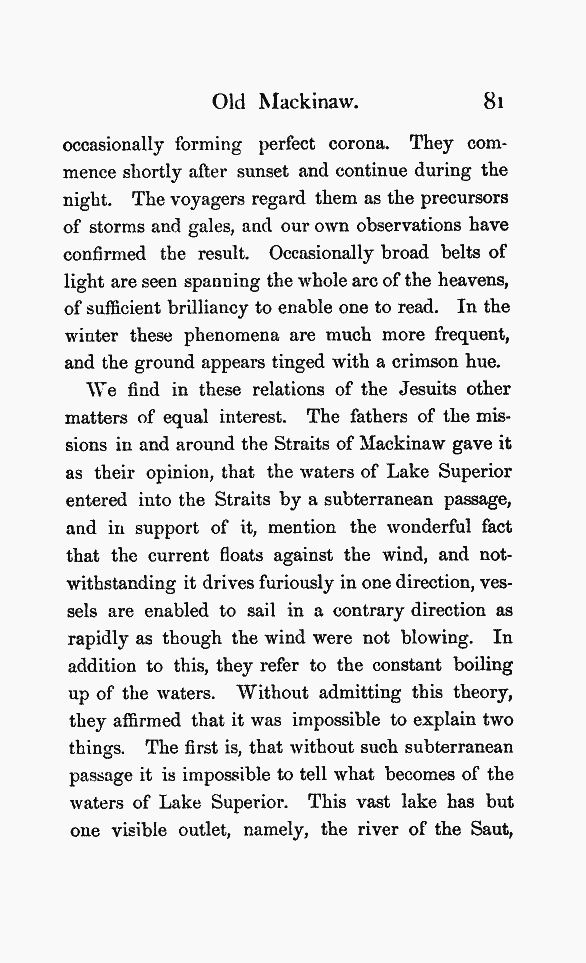 Old Mackinaw. 81
occasionally forming perfect corona. They com-
mence shortly after sunset and continue during the
night. The voyagers regard them as the precursors
of storms and gales, and our own observations have
confirmed the result. Occasionally broad belts of
light are seen spanning the whole arc of the heavens,
of sufficient brilliancy to enable one to read. In the
winter these phenomena are much more frequent,
and the ground appears tinged with a crimson hue.
We find in these relations of the Jesuits other
matters of equal interest. The fathers of the mis-
sions in and around the Straits of Mackinaw gave it
as their opinion, that the waters of Lake Superior
entered into the Straits by a subterranean passage,
and in support of it, mention the wonderful fact
that the current floats against the wind, and not-
withstanding it drives furiously in one direction, ves-
sels are enabled to sail in a contrary direction as
rapidly as though the wind were not blowing. In
addition to this, they refer to the constant boiling
up of the waters. Without admitting this theory,
they affirmed that it was impossible to explain two
things. The first is, that without such subterranean
passage it is impossible to tell what becomes of the
waters of Lake Superior. This vast lake has but
one visible outlet, namely, the river of the Saut,